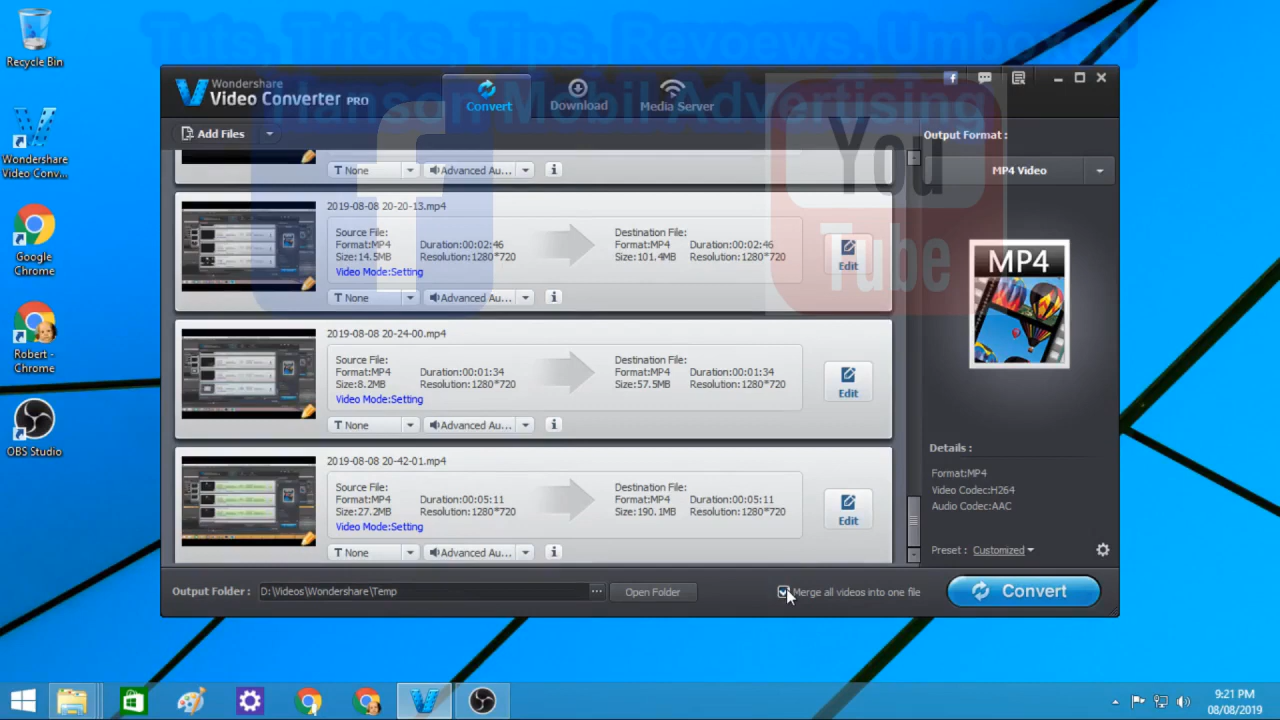 Tuts, Tricks, Tips, Revcews, Umbox
Hanson Mobil Advertising
You
Tube
Recycle Bin
Wondershare
Video Conv...
Google
Chrome
Robert -
Chrome
OBS Studio
Wondershare
Video Converter PRO
Convert
Download
Media Server
Add Files
None
Advanced Au...
2019-08-08 20-20-13.mp4
Source File:
Format:MP4 Duration:00:02:46
Size:14.5MB Resolution:1280*720
Video Mode:Setting
Destination File:
Format:MP4 Duration:00:02:46
Size:101.4MB Resolution:1280*720
Edit
None
Advanced Au...
2019-08-08 20-24-00.mp4
Source File:
Format:MP4 Duration:00:01:34
Size:8.2MB Resolution:1280*720
Video Mode:Setting
Destination File:
Format:MP4 Duration:00:01:34
Size:57.5MB Resolution:1280*720
Edit
None
Advanced Au...
2019-08-08 20-42-01.mp4
Source File:
Format:MP4 Duration:00:05:11
Size:27.2MB Resolution:1280*720
Video Mode:Setting
Destination File:
Format:MP4 Duration:00:05:11
Size:190.1MB Resolution:1280*720
Edit
None
Advanced Au...
Output Format :
MP4 Video
MP4
Details :
Format:MP4
Video Codec:H264
Audio Codec:AAC
Preset : Customized
Output Folder : D:\Videos\Wondershare\Temp
Open Folder
Merge all videos into one file
Convert
9:21 PM
08/08/2019